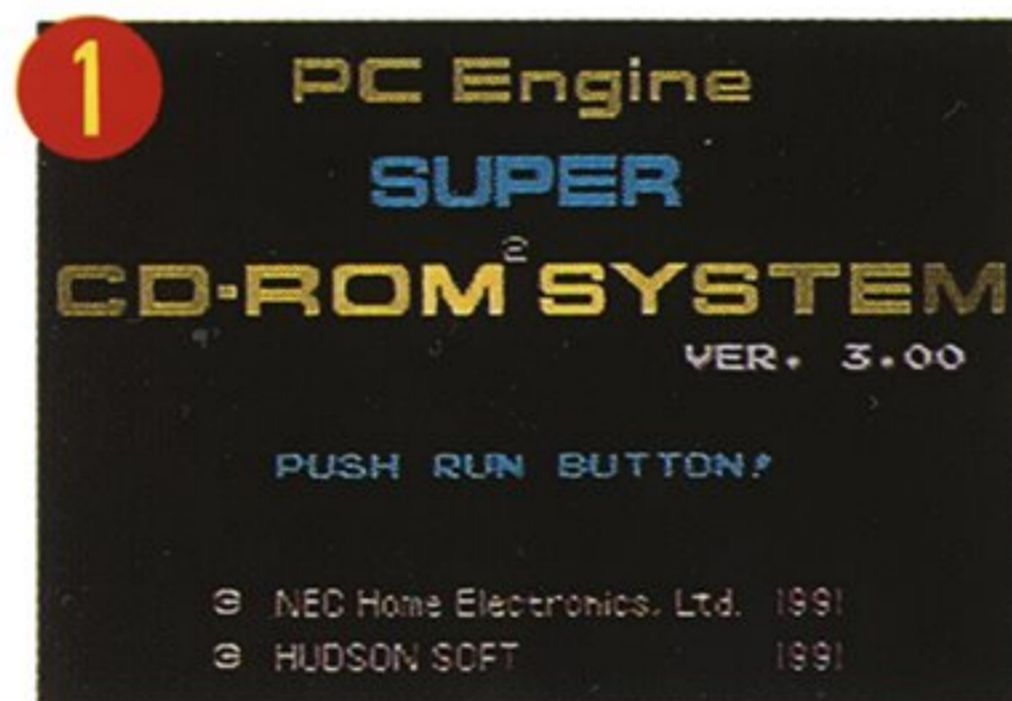 1
PC Engine
SUPER
CD-ROM² SYSTEM
VER. 3.00
PUSH RUN BUTTON!
© NEC Home Electronics, Ltd. 1991
© HUDSON SOFT 1991